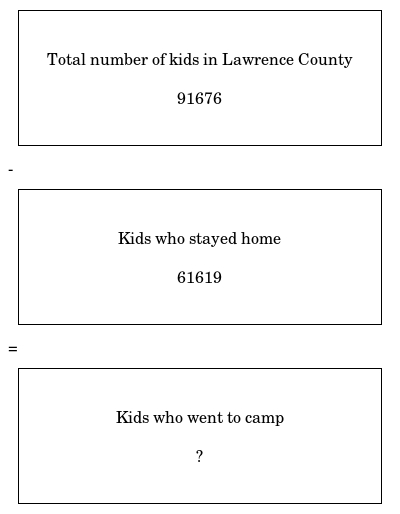 Total number of kids in Lawrence County
91676
-
Kids who stayed home
61619
=
Kids who went to camp
?